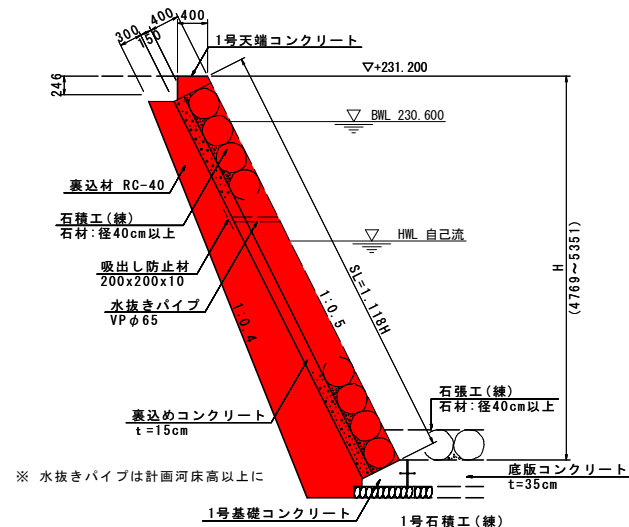 400
400
300
150
1号天端コンクリート
▽+231.200
246
▽ BWL 230.600
裏込材 RC-40
石積工(練)
石材:径40cm以上
▽ HWL 自己流
吸出し防止材
200x200x10
水抜きパイプ
VPφ65
SL=1.118H
H
(4769~5351)
1:0.5
1:0.4
石張工(練)
石材:径40cm以上
裏込めコンクリート
t=15cm
※ 水抜きパイプは計画河床高以上に
底版コンクリート
t=35cm
1号基礎コンクリート
1号石積工(練)